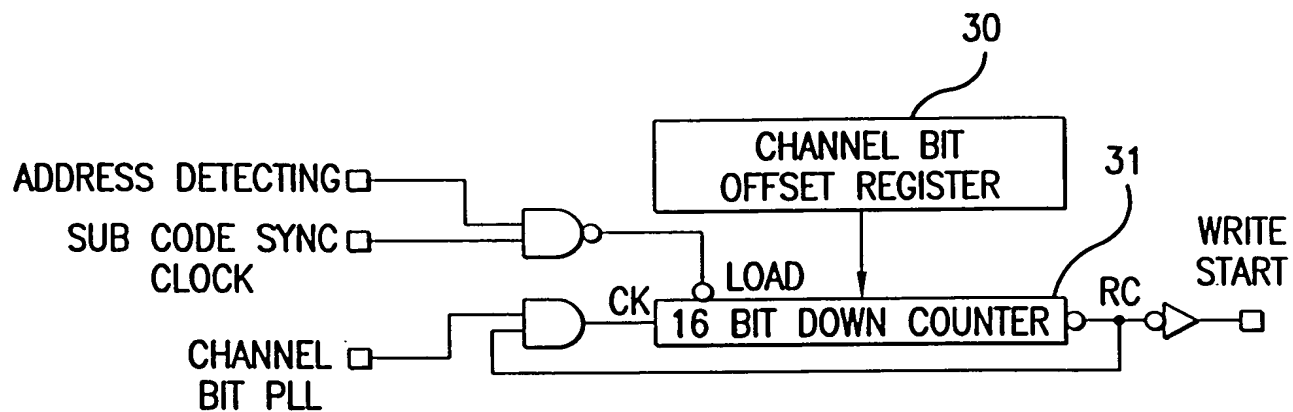 30
CHANNEL BIT
OFFSET REGISTER
31
ADDRESS DETECTING
SUB CODE SYNC
CLOCK
WRITE
START
LOAD
CK
16 BIT DOWN COUNTER
RC
CHANNEL
BIT PLL